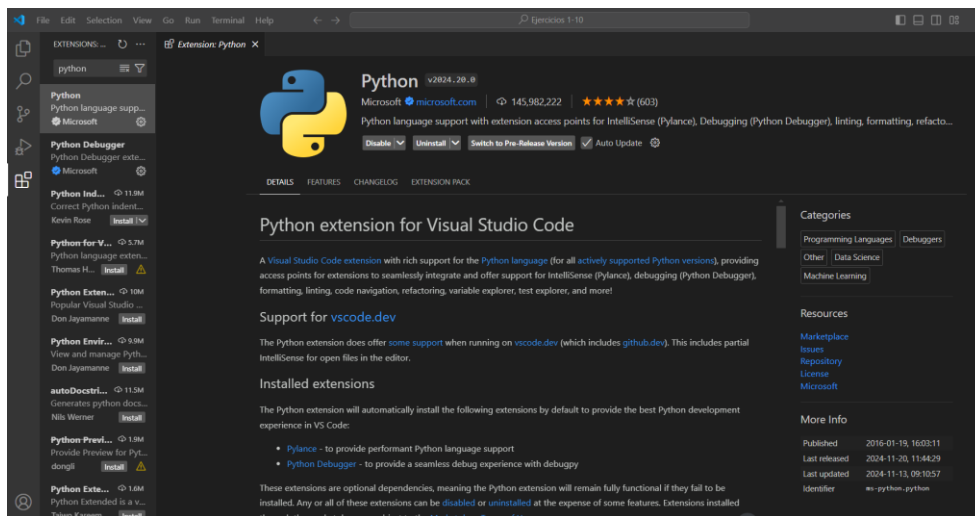 File Edit Selection View Go Run Terminal Help
Ejercicios 1-10
EXTENSIONS: ...
python
Python
Python language supp...
Microsoft
Python Debugger
Python Debugger exte...
Microsoft
Python Ind... 11.9M
Correct Python indent...
Kevin Rose Install
Python for V... 5.7M
Python language exten...
Thomas H... Install
Python Exten... 10M
Popular Visual Studio ...
Don Jayamanne Install
Python Envir... 9.9M
View and manage Pyth...
Don Jayamanne Install
autoDocstri... 11.5M
Generates python docs...
Nils Werner Install
Python Previ... 1.9M
Provide Preview for Pyt...
dongli Install
Python Exte... 1.6M
Python Extended is a v...
Taiwo Kareem Install
Extension: Python
Python v2024.20.0
Microsoft microsoft.com 145,982,222 (603)
Python language support with extension access points for IntelliSense (Pylance), Debugging (Python Debugger), linting, formatting, refacto...
Disable Uninstall Switch to Pre-Release Version Auto Update
DETAILS FEATURES CHANGELOG EXTENSION PACK
Python extension for Visual Studio Code
A Visual Studio Code extension with rich support for the Python language (for all actively supported Python versions), providing
access points for extensions to seamlessly integrate and offer support for IntelliSense (Pylance), debugging (Python Debugger),
formatting, linting, code navigation, refactoring, variable explorer, test explorer, and more!
Support for vscode.dev
The Python extension does offer some support when running on vscode.dev (which includes github.dev). This includes partial
IntelliSense for open files in the editor.
Installed extensions
The Python extension will automatically install the following extensions by default to provide the best Python development
experience in VS Code:
Pylance - to provide performant Python language support
Python Debugger - to provide a seamless debug experience with debugpy
These extensions are optional dependencies, meaning the Python extension will remain fully functional if they fail to be
installed. Any or all of these extensions can be disabled or uninstalled at the expense of some features. Extensions installed
Categories
Programming Languages Debuggers
Other Data Science
Machine Learning
Resources
Marketplace
Issues
Repository
License
Microsoft
More Info
Published 2016-01-19, 16:03:11
Last released 2024-11-20, 11:44:29
Last updated 2024-11-13, 09:10:57
Identifier ms-python.python